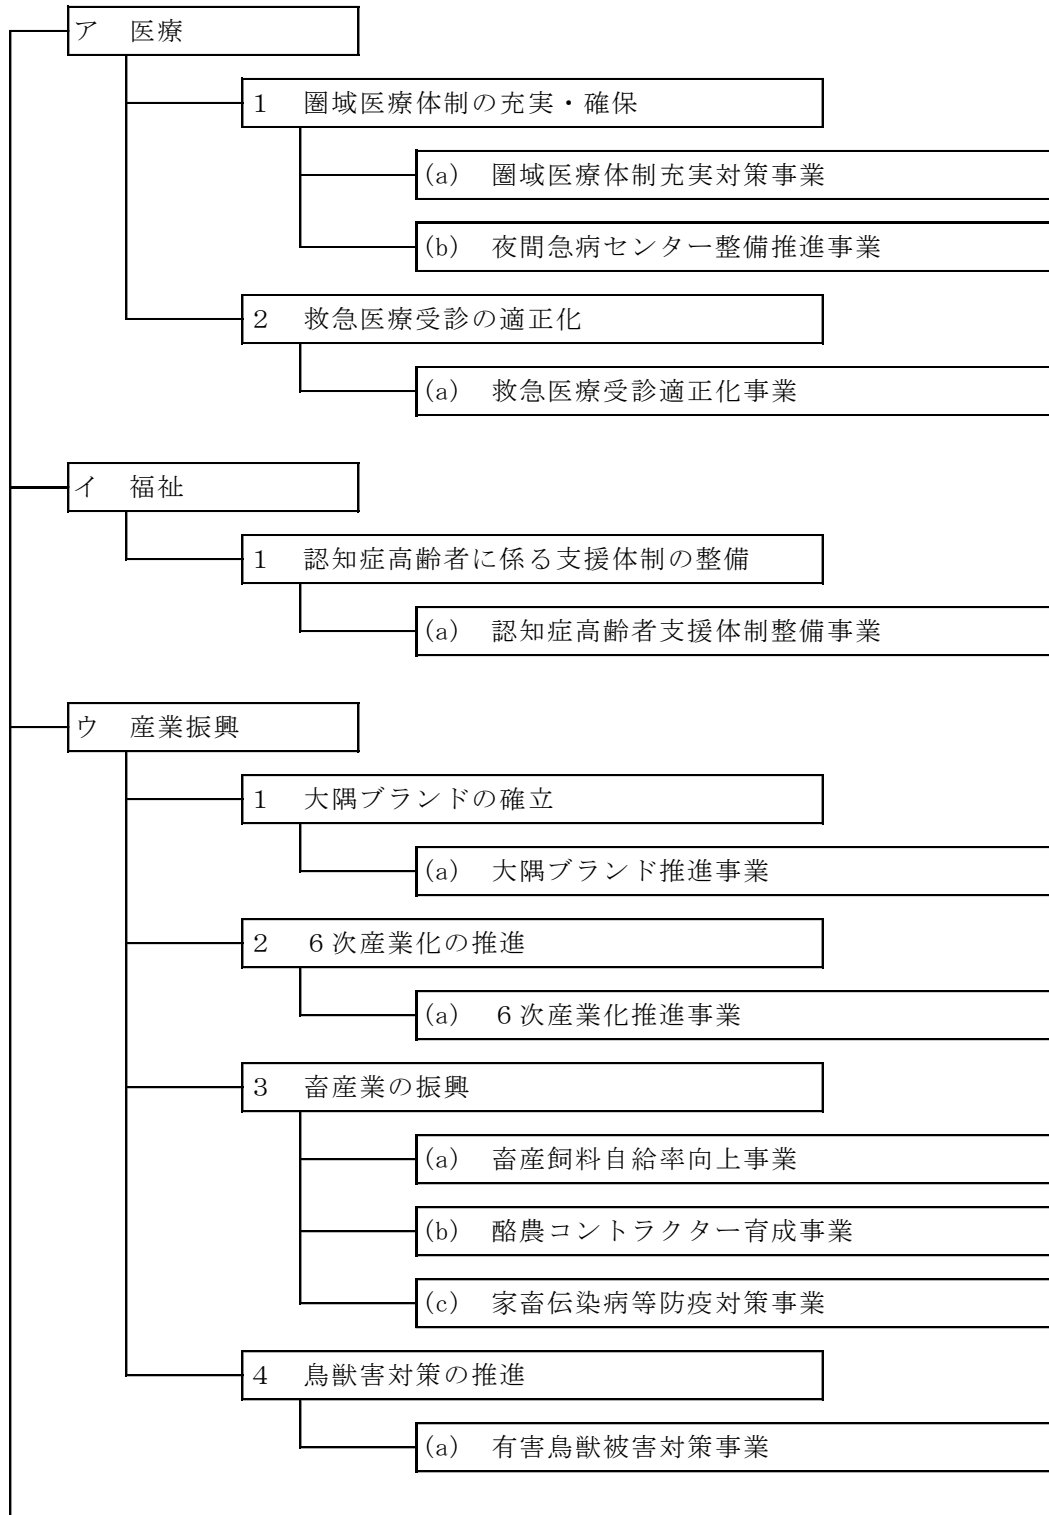 ア　医療
１　圏域医療体制の充実・確保
(a)　圏域医療体制充実対策事業
(b)　夜間急病センター整備推進事業
２　救急医療受診の適正化
(a)　救急医療受診適正化事業
イ　福祉
１　認知症高齢者に係る支援体制の整備
(a)　認知症高齢者支援体制整備事業
ウ　産業振興
１　大隅ブランドの確立
(a)　大隅ブランド推進事業
２　６次産業化の推進
(a)　６次産業化推進事業
３　畜産業の振興
(a)　畜産飼料自給率向上事業
(b)　酪農コントラクター育成事業
(c)　家畜伝染病等防疫対策事業
４　鳥獣害対策の推進
(a)　有害鳥獣被害対策事業